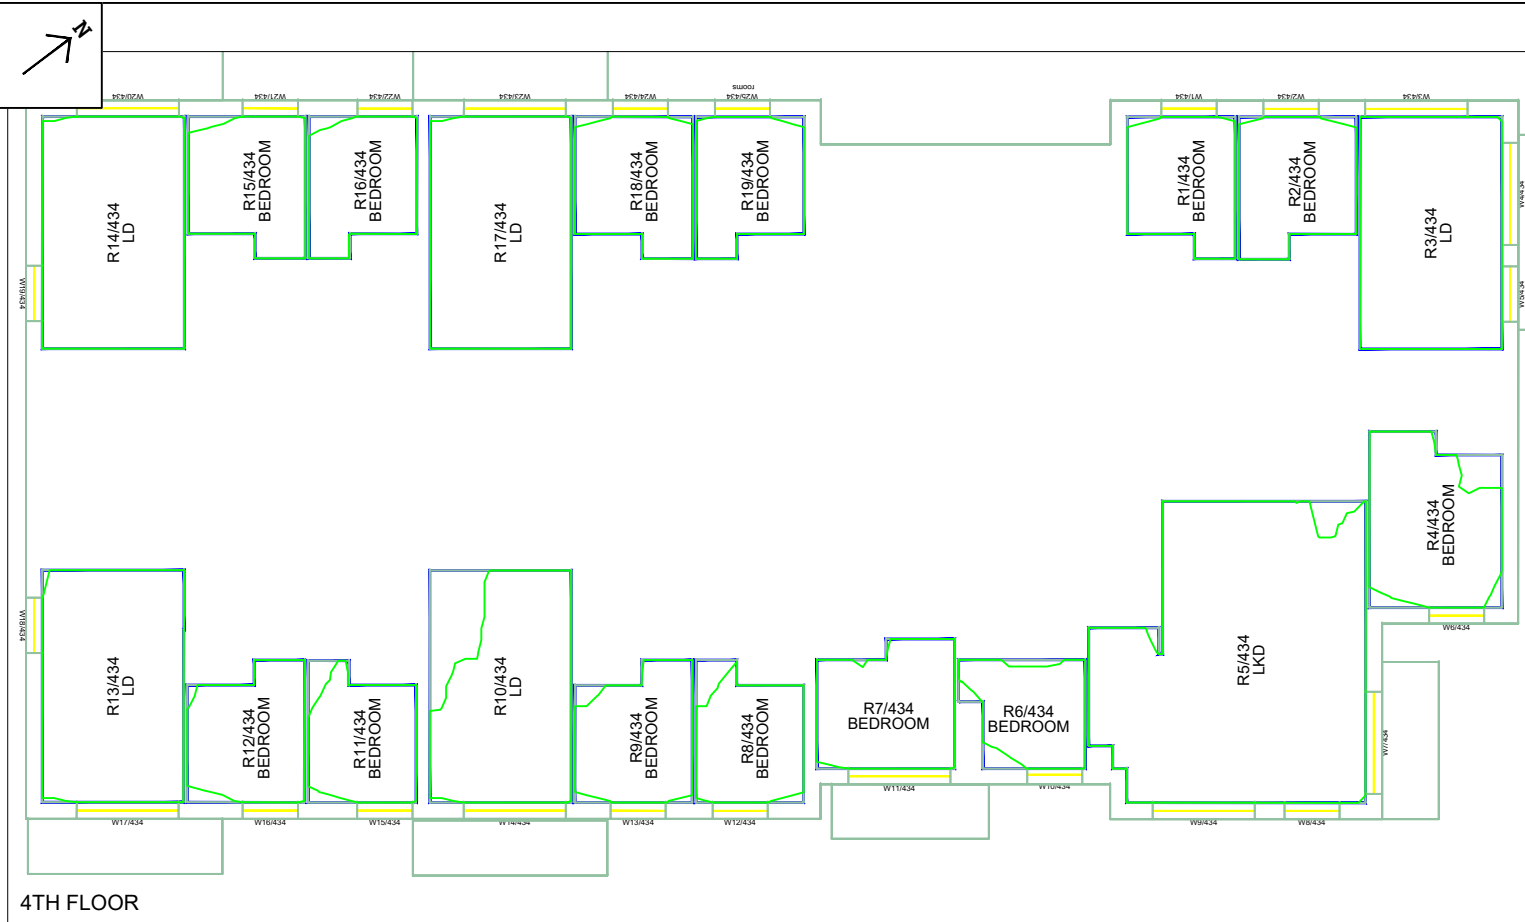 N
W20/434
W21/434
W22/434
W23/434
W24/434
rooms
W25/434
W1/434
W2/434
W3/434
R14/434
LD
R15/434
BEDROOM
R16/434
BEDROOM
R17/434
LD
R18/434
BEDROOM
R19/434
BEDROOM
R1/434
BEDROOM
R2/434
BEDROOM
R3/434
LD
W4/434
W19/434
W5/434
R4/434
BEDROOM
W18/434
W6/434
R13/434
LD
R12/434
BEDROOM
R11/434
BEDROOM
R10/434
LD
R9/434
BEDROOM
R8/434
BEDROOM
R7/434
BEDROOM
R6/434
BEDROOM
R5/434
LKD
W7/434
W11/434
W10/434
W17/434
W16/434
W15/434
W14/434
W13/434
W12/434
W9/434
W8/434
4TH FLOOR